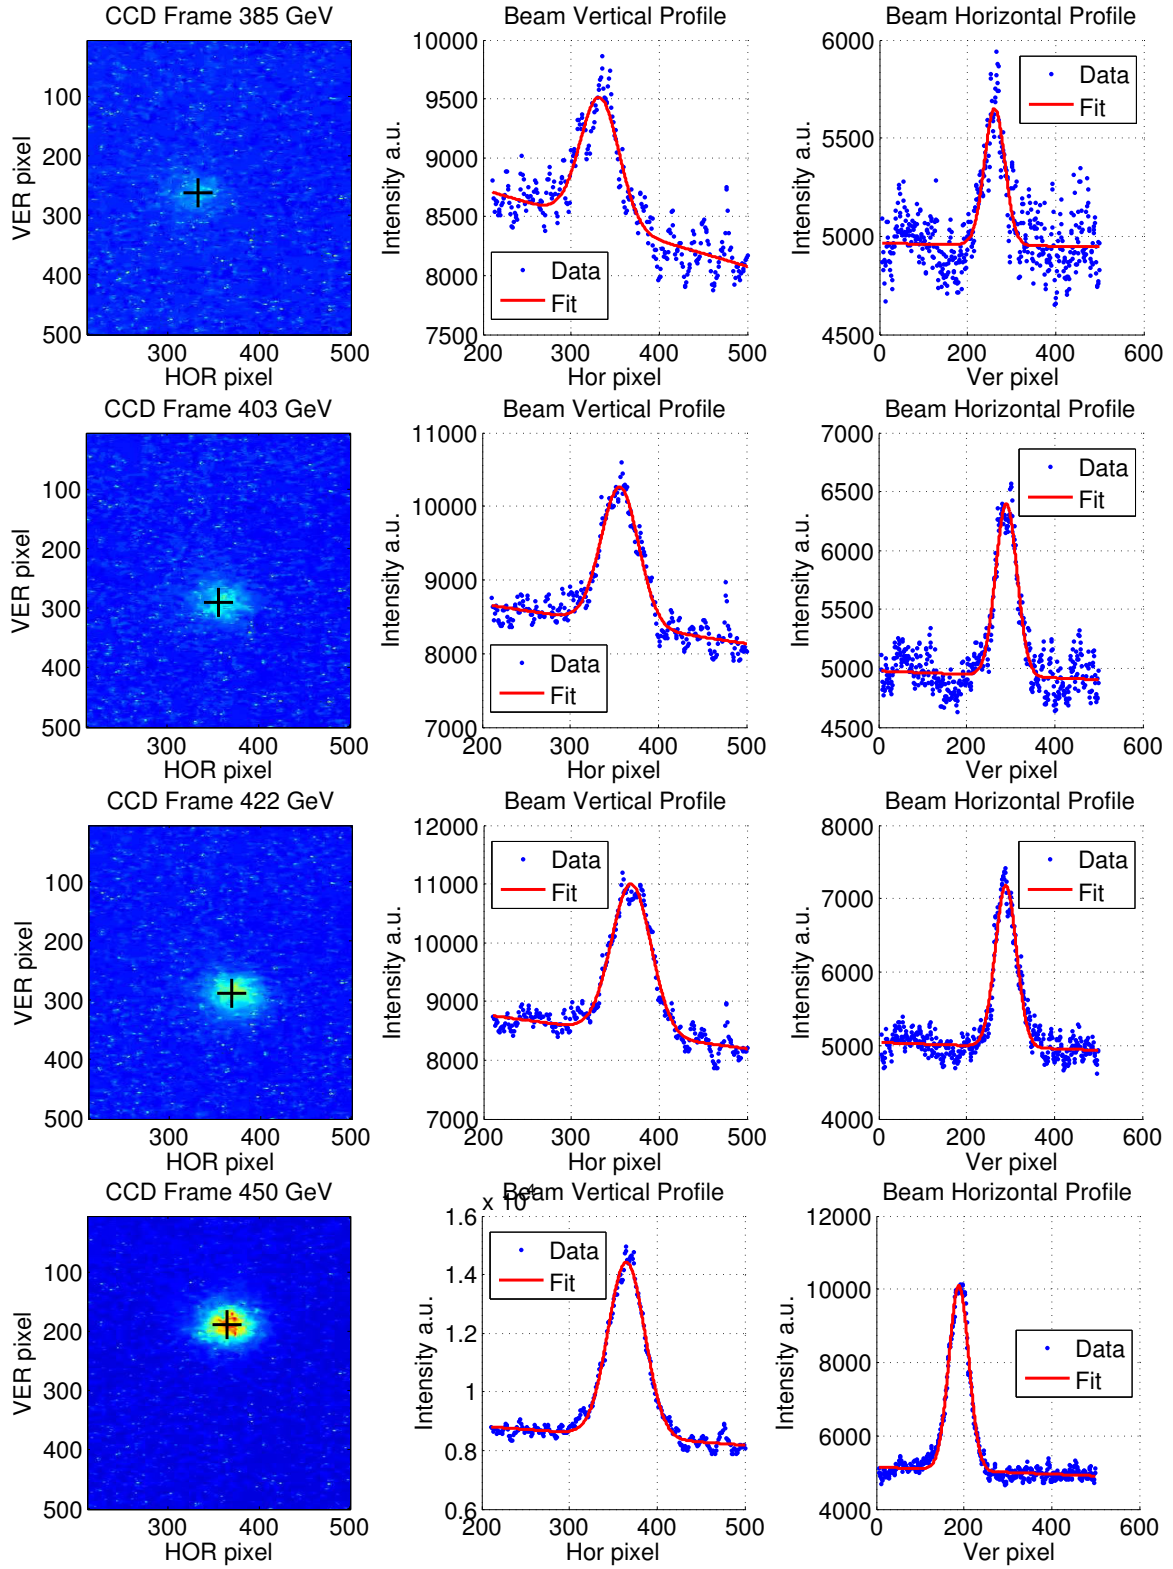 CCD Frame 385 GeV
VER pixel
100
200
300
400
500
300
400
500
HOR pixel
Beam Vertical Profile
Intensity a.u.
10000
9500
9000
8500
8000
7500
200
300
400
500
Hor pixel
Data
Fit
Beam Horizontal Profile
Intensity a.u.
6000
5500
5000
4500
0
200
400
600
Ver pixel
Data
Fit
CCD Frame 403 GeV
VER pixel
100
200
300
400
500
300
400
500
HOR pixel
Beam Vertical Profile
Intensity a.u.
11000
10000
9000
8000
7000
200
300
400
500
Hor pixel
Data
Fit
Beam Horizontal Profile
Intensity a.u.
7000
6500
6000
5500
5000
4500
0
200
400
600
Ver pixel
Data
Fit
CCD Frame 422 GeV
VER pixel
100
200
300
400
500
300
400
500
HOR pixel
Beam Vertical Profile
Intensity a.u.
12000
11000
10000
9000
8000
7000
200
300
400
500
Hor pixel
Data
Fit
Beam Horizontal Profile
Intensity a.u.
8000
7000
6000
5000
4000
0
200
400
600
Ver pixel
Data
Fit
CCD Frame 450 GeV
VER pixel
100
200
300
400
500
300
400
500
HOR pixel
Beam Vertical Profile
x 10⁴
Intensity a.u.
1.6
1.4
1.2
1
0.8
0.6
200
300
400
500
Hor pixel
Data
Fit
Beam Horizontal Profile
Intensity a.u.
12000
10000
8000
6000
4000
0
200
400
600
Ver pixel
Data
Fit